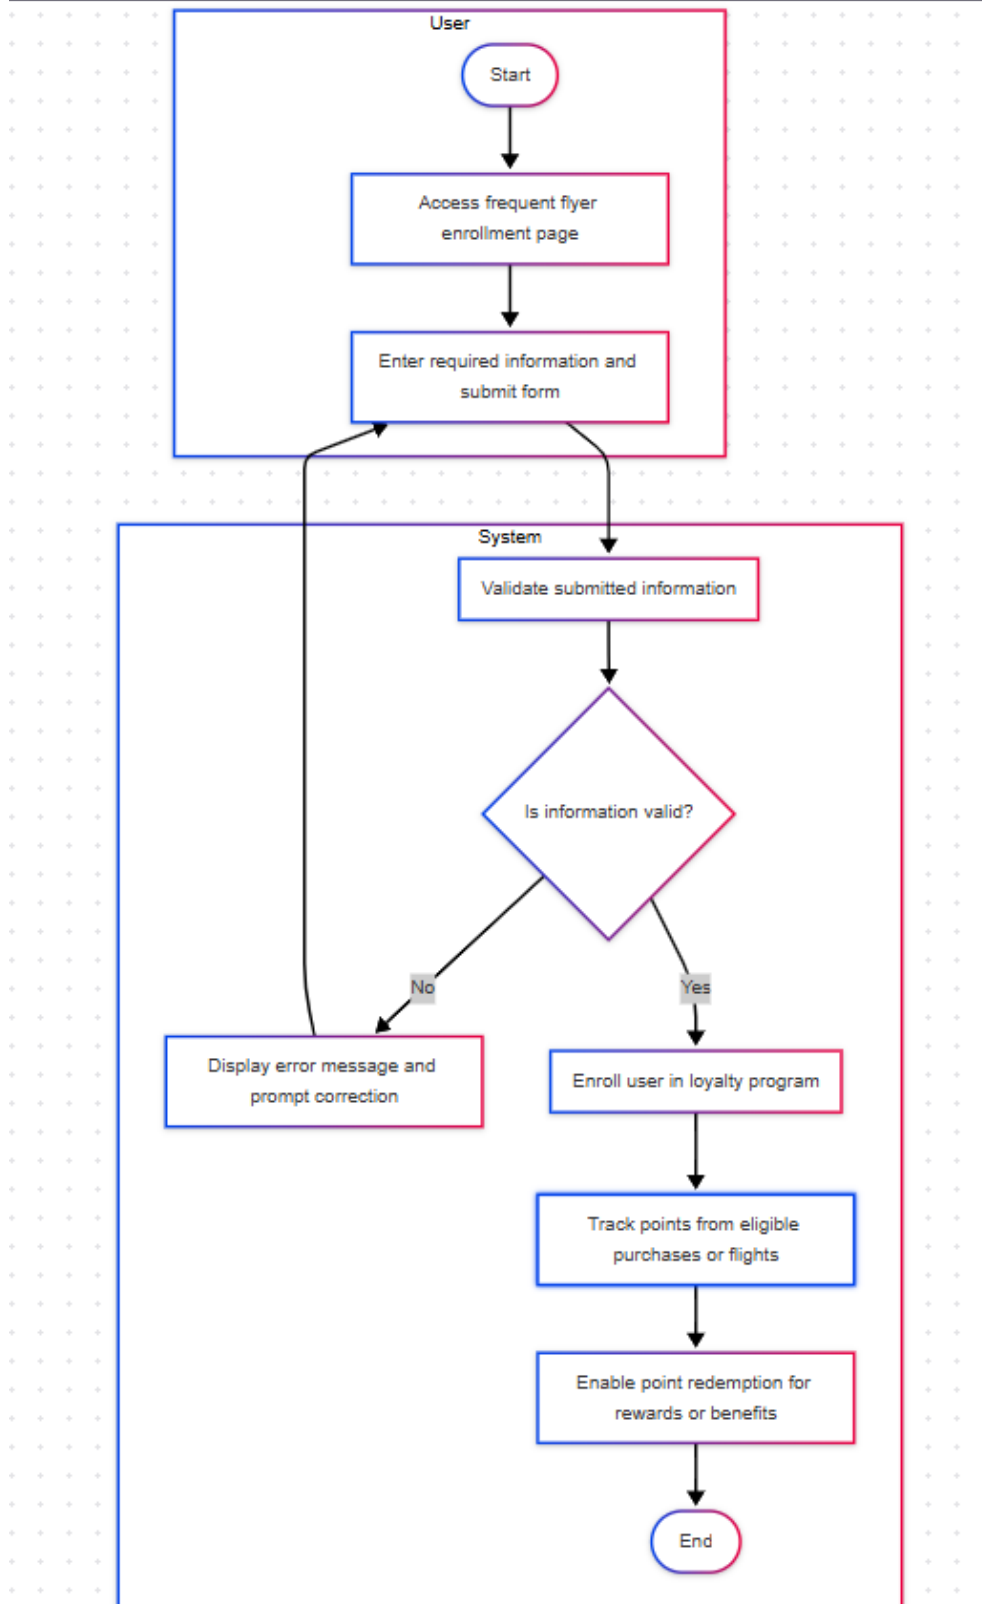 User
Start
Access frequent flyer
enrollment page
Enter required information and
submit form
System
Validate submitted information
Is information valid?
No
Yes
Display error message and
prompt correction
Enroll user in loyalty program
Track points from eligible
purchases or flights
Enable point redemption for
rewards or benefits
End